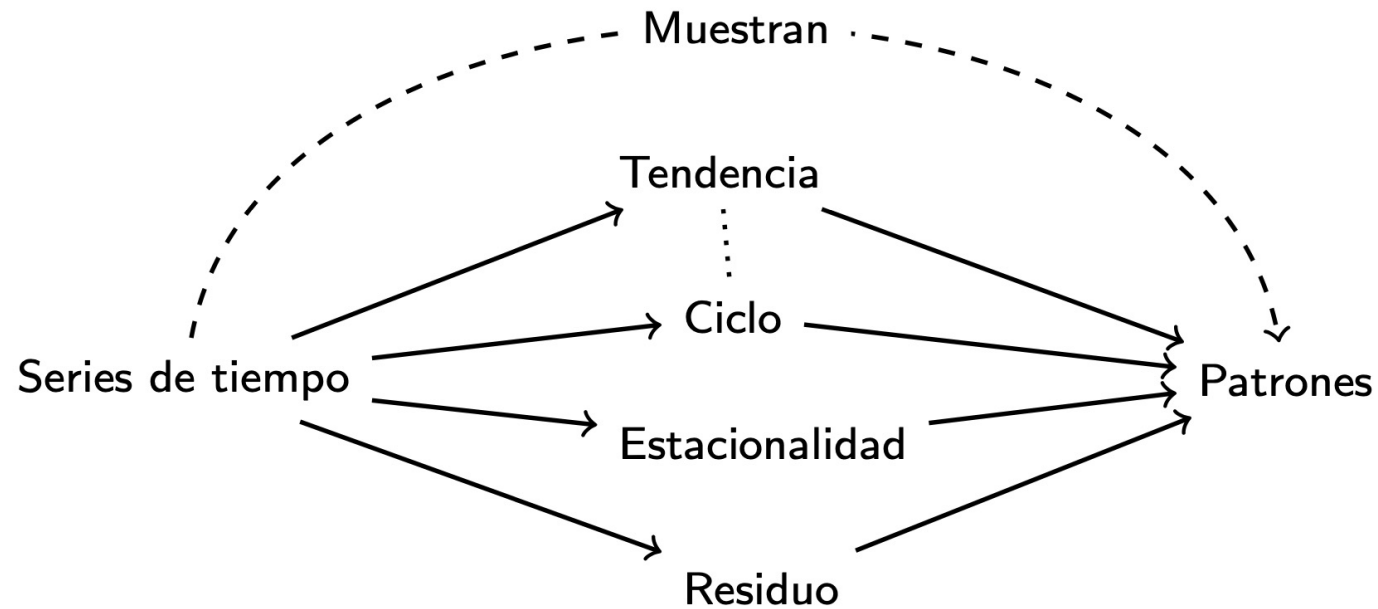 Muestran
Tendencia
Ciclo
Series de tiempo
Patrones
Estacionalidad
Residuo